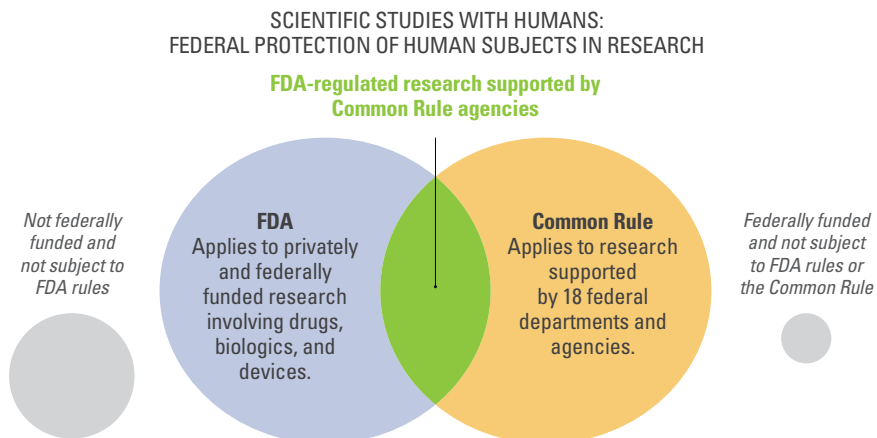 SCIENTIFIC STUDIES WITH HUMANS:
FEDERAL PROTECTION OF HUMAN SUBJECTS IN RESEARCH
FDA-regulated research supported by
Common Rule agencies
Not federally
funded and
not subject to
FDA rules
FDA
Applies to privately
and federally
funded research
involving drugs,
biologics, and
devices.
Common Rule
Applies to research
supported
by 18 federal
departments and
agencies.
Federally funded
and not subject
to FDA rules or
the Common Rule